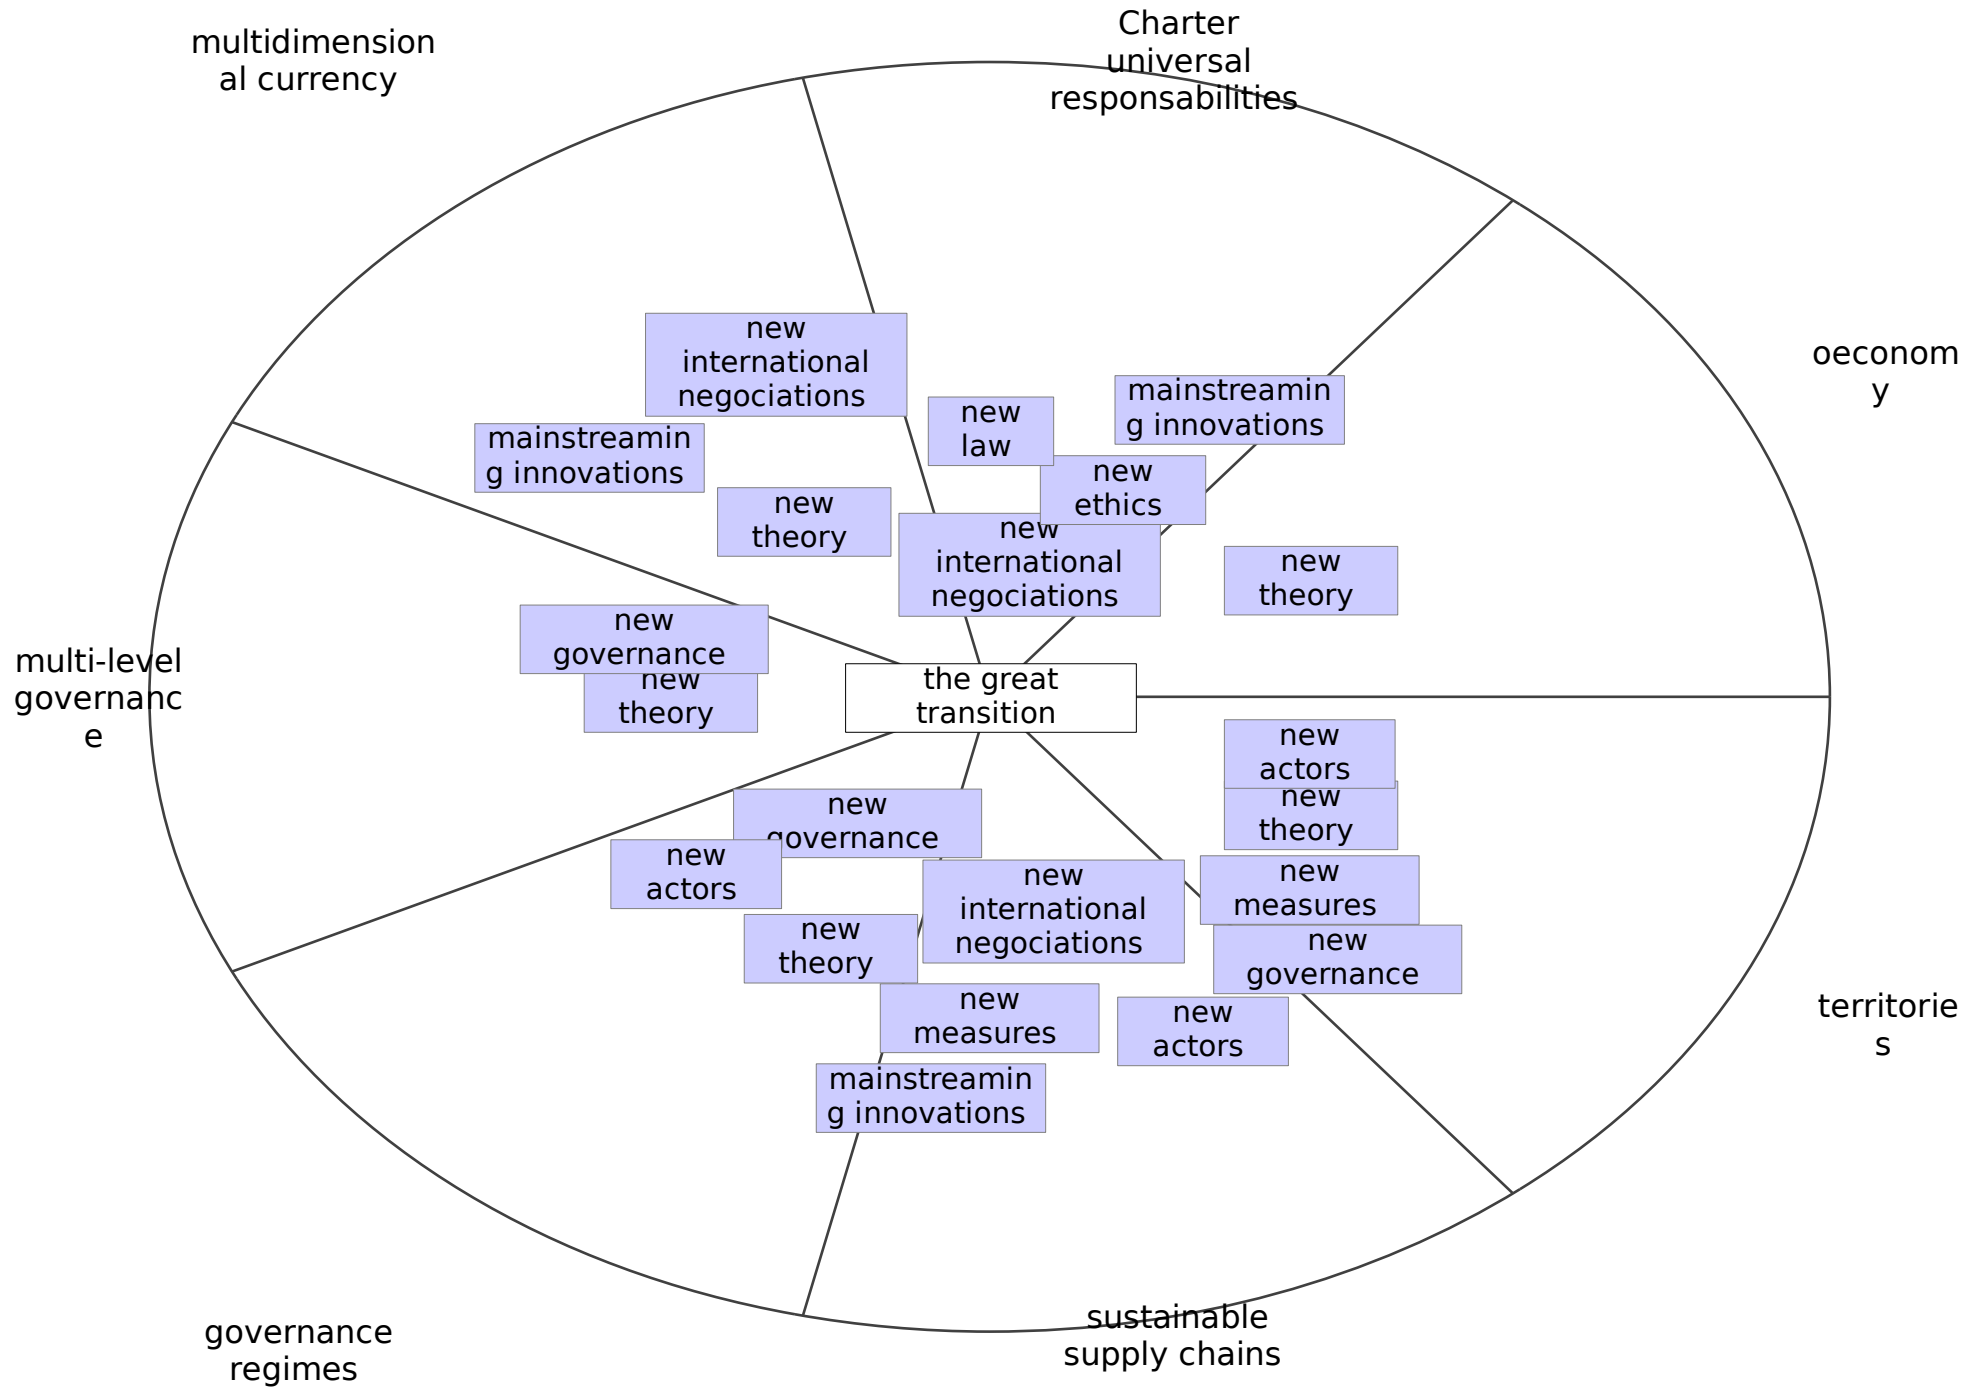 multidimension
al currency
Charter
universal
responsabilities
oeconom
y
new
international
negociations
mainstreamin
g innovations
new
law
mainstreamin
g innovations
new
ethics
new
theory
new
international
negociations
new
theory
new
governance
new
theory
multi-level
governanc
e
the great
transition
new
actors
new
theory
new
governance
new
actors
new
international
negociations
new
measures
new
theory
new
governance
new
measures
new
actors
mainstreamin
g innovations
territorie
s
governance
regimes
sustainable
supply chains